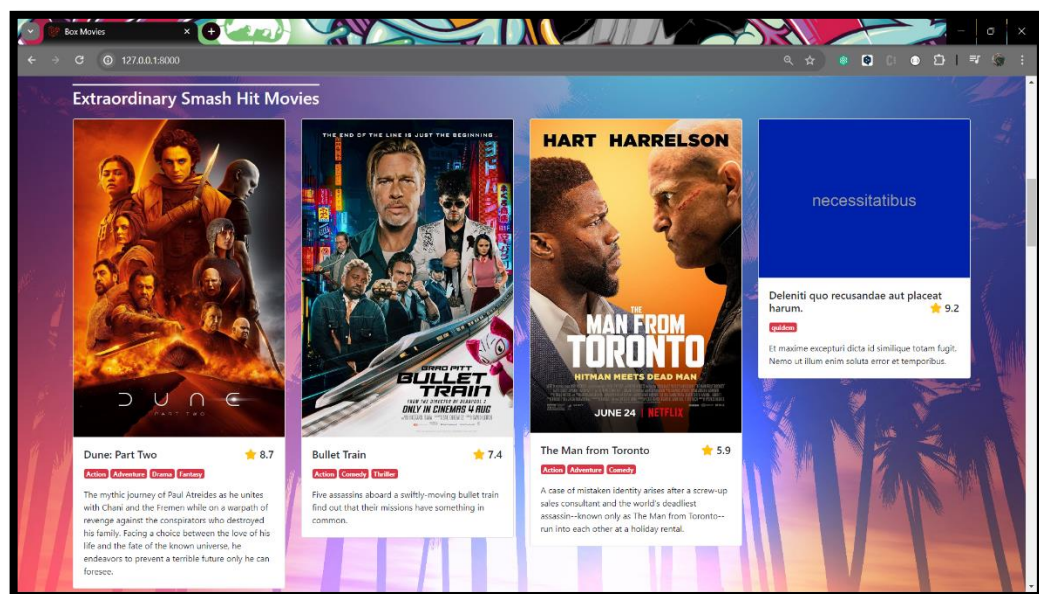 Box Movies
127.0.0.1:8000
Extraordinary Smash Hit Movies
DUNE
PART TWO
Dune: Part Two 8.7
Action Adventure Drama Fantasy
The mythic journey of Paul Atreides as he unites
with Chani and the Fremen while on a warpath of
revenge against the conspirators who destroyed
his family. Facing a choice between the love of his
life and the fate of the known universe, he
endeavors to prevent a terrible future only he can
foresee.
THE END OF THE LINE IS JUST THE BEGINNING
BRAD PITT
BULLET
TRAIN
FROM THE DIRECTOR OF DEADPOOL 2
ONLY IN CINEMAS 4 AUG
Bullet Train 7.4
Action Comedy Thriller
Five assassins aboard a swiftly-moving bullet train
find out that their missions have something in
common.
HART HARRELSON
THE
MAN FROM
TORONTO
HITMAN MEETS DEAD MAN
JUNE 24 NETFLIX
The Man from Toronto 5.9
Action Adventure Comedy
A case of mistaken identity arises after a screw-up
sales consultant and the world's deadliest
assassin--known only as The Man from Toronto--
run into each other at a holiday rental.
necessitatibus
Deleniti quo recusandae aut placeat
harum. 9.2
quidem
Et maxime excepturi dicta id similique totam fugit.
Nemo ut illum enim soluta error et temporibus.